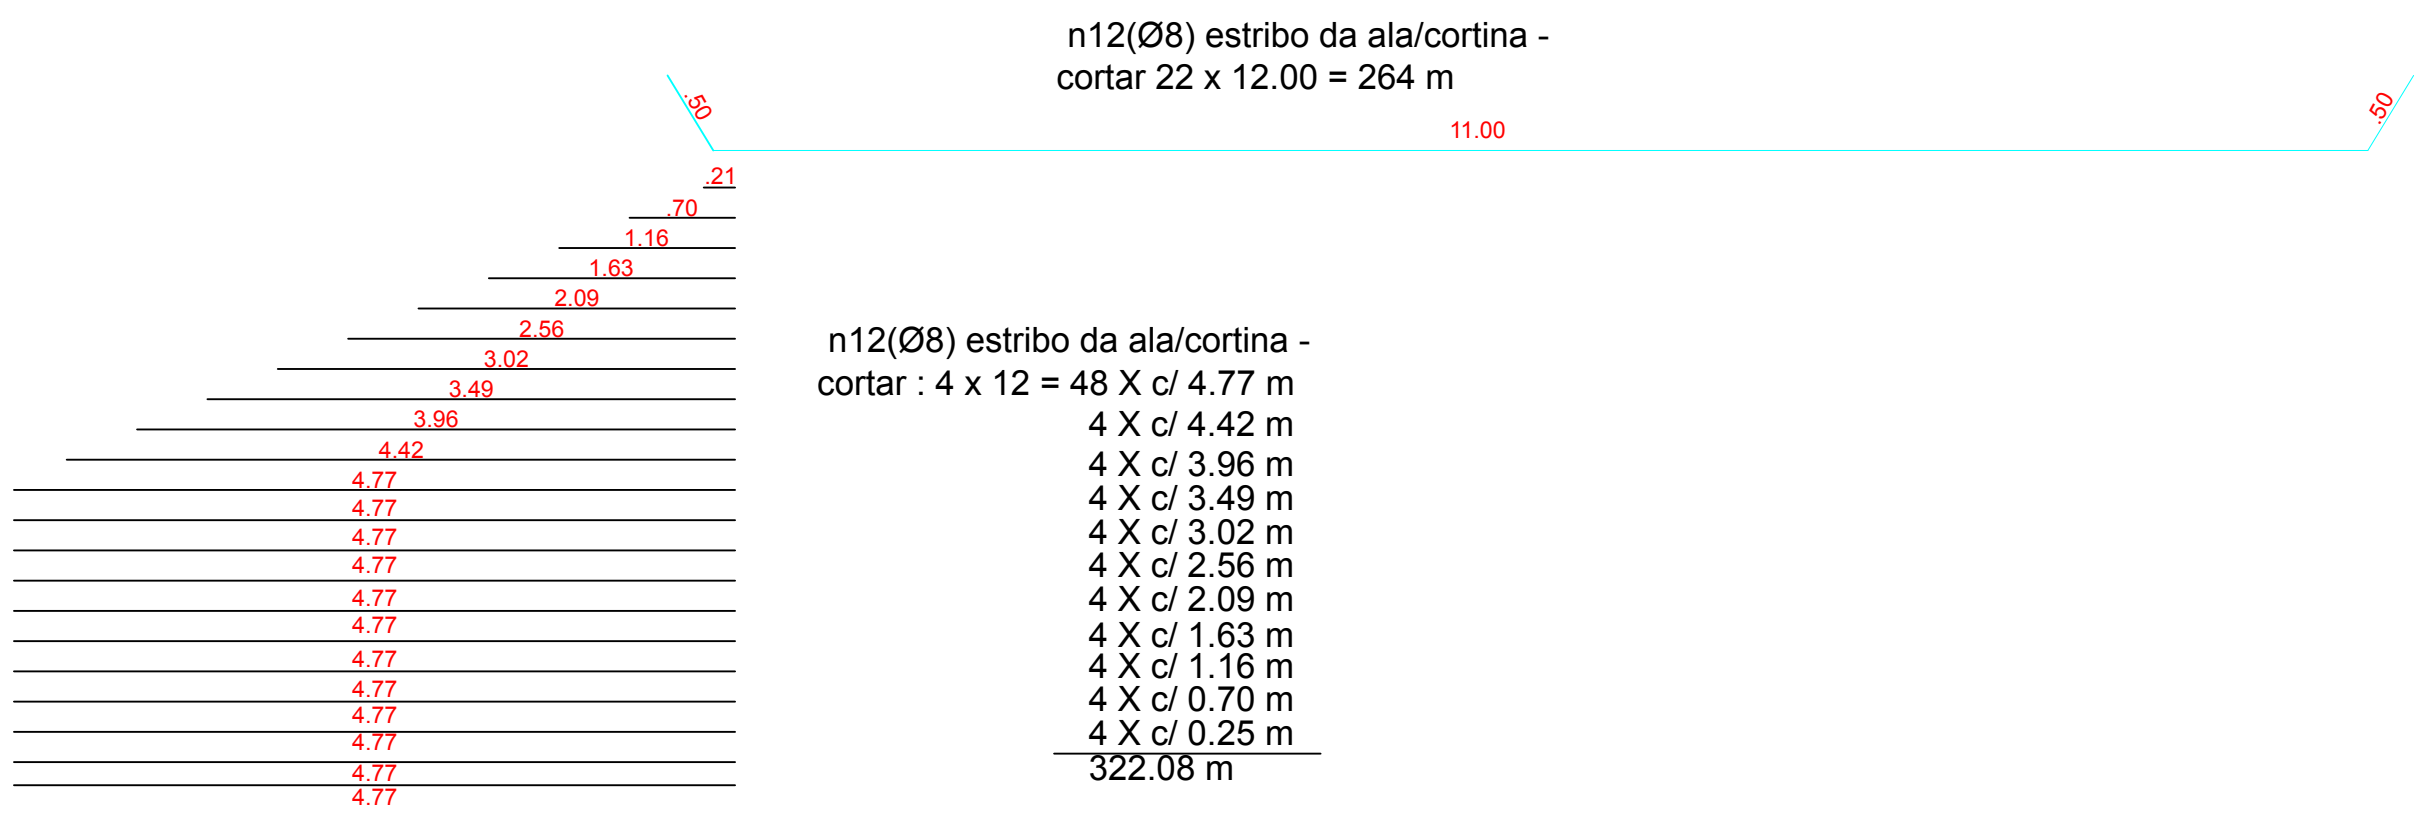 n12(Ø8) estribo da ala/cortina -
cortar 22 x 12.00 = 264 m
.50
11.00
.50
.21
.70
1.16
1.63
2.09
2.56
3.02
3.49
3.96
4.42
4.77
4.77
4.77
4.77
4.77
4.77
4.77
4.77
4.77
4.77
4.77
4.77
n12(Ø8) estribo da ala/cortina -
cortar : 4 x 12 = 48 X c/ 4.77 m
4 X c/ 4.42 m
4 X c/ 3.96 m
4 X c/ 3.49 m
4 X c/ 3.02 m
4 X c/ 2.56 m
4 X c/ 2.09 m
4 X c/ 1.63 m
4 X c/ 1.16 m
4 X c/ 0.70 m
4 X c/ 0.25 m
322.08 m